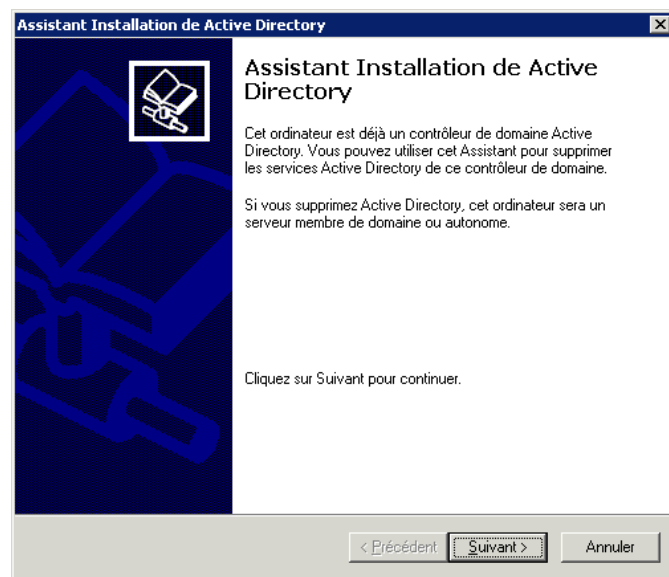 Assistant Installation de Active Directory
Assistant Installation de Active
Directory
Cet ordinateur est déjà un contrôleur de domaine Active
Directory. Vous pouvez utiliser cet Assistant pour supprimer
les services Active Directory de ce contrôleur de domaine.
Si vous supprimez Active Directory, cet ordinateur sera un
serveur membre de domaine ou autonome.
Cliquez sur Suivant pour continuer.
< Précédent Suivant > Annuler